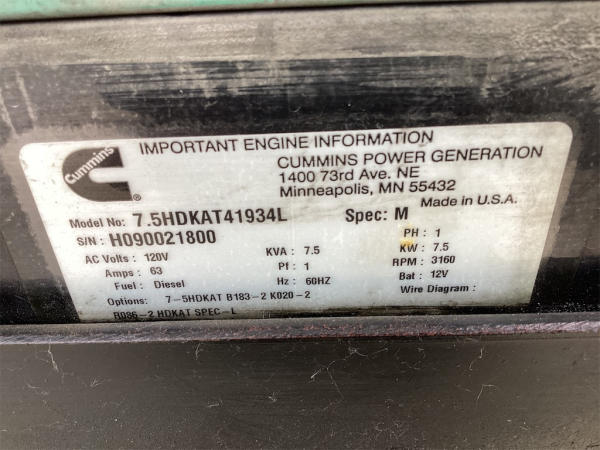 IMPORTANT ENGINE INFORMATION
Cummins
®
CUMMINS POWER GENERATION
1400 73rd Ave. NE
Minneapolis, MN 55432
Made in U.S.A.
Model No: 7.5HDKAT41934L Spec: M
S/N : H090021800 PH : 1
AC Volts : 120V KVA : 7.5 KW : 7.5
Amps : 63 Pf : 1 RPM : 3160
Fuel : Diesel Hz : 60HZ Bat : 12V
Options: 7-5HDKAT B183-2 K020-2 Wire Diagram :
R086-2 HDKAT SPEC-L